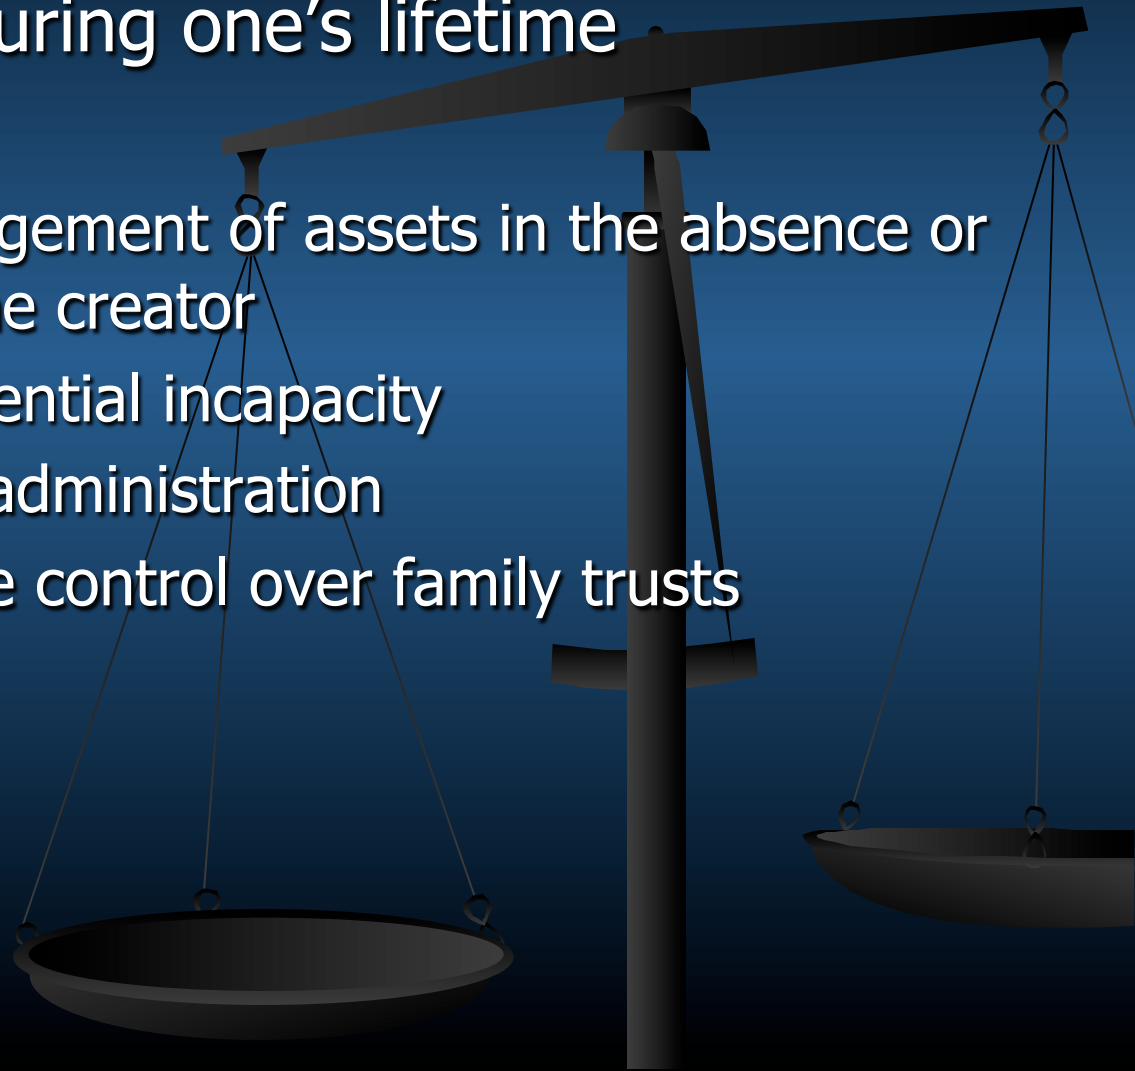 uring one’s lifetime
gement of assets in the absence or
e creator
ential incapacity
administration
e control over family trusts